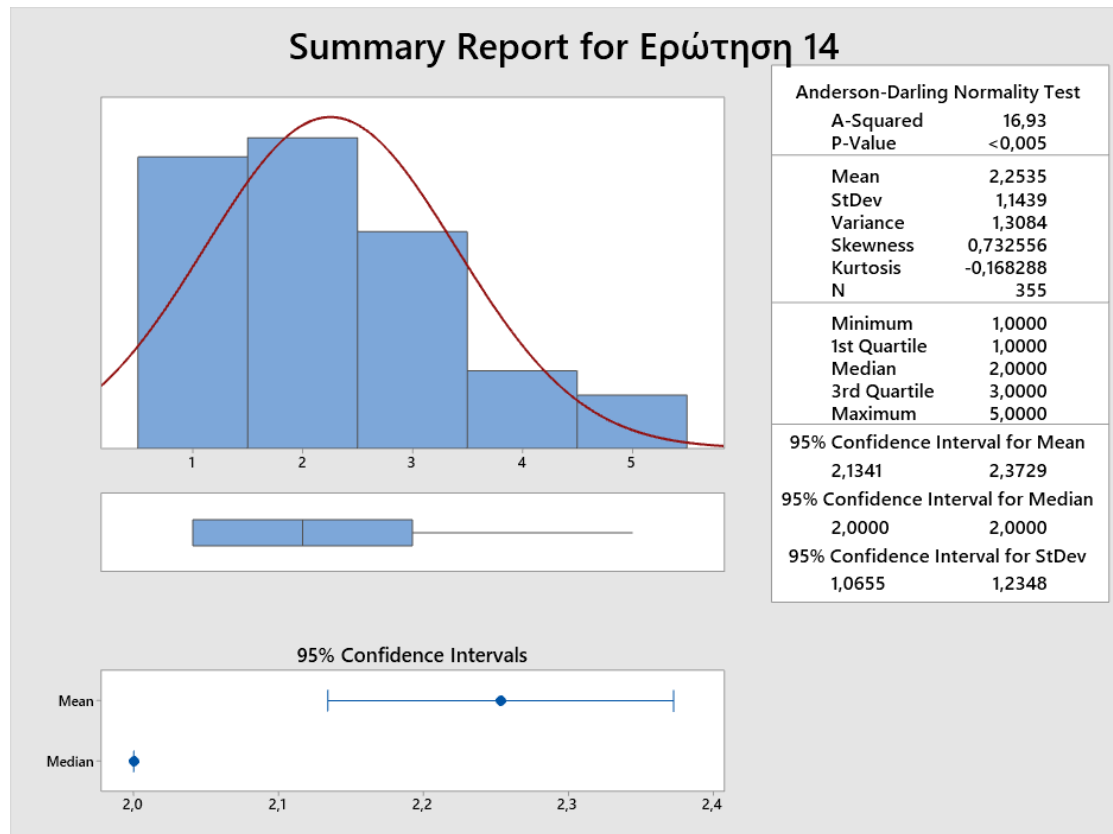 Summary Report for Ερώτηση 14
1 2 3 4 5
Anderson-Darling Normality Test
A-Squared 16,93
P-Value <0,005
Mean 2,2535
StDev 1,1439
Variance 1,3084
Skewness 0,732556
Kurtosis -0,168288
N 355
Minimum 1,0000
1st Quartile 1,0000
Median 2,0000
3rd Quartile 3,0000
Maximum 5,0000
95% Confidence Interval for Mean
2,1341 2,3729
95% Confidence Interval for Median
2,0000 2,0000
95% Confidence Interval for StDev
1,0655 1,2348
95% Confidence Intervals
Mean
Median
2,0 2,1 2,2 2,3 2,4